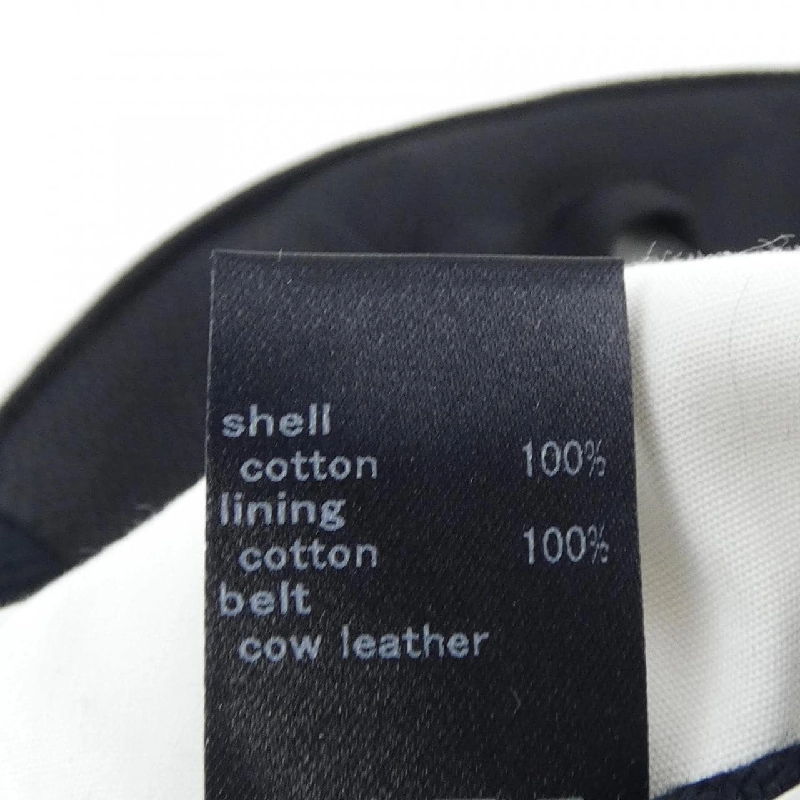 shell
cotton 100%
lining
cotton 100%
belt
cow leather